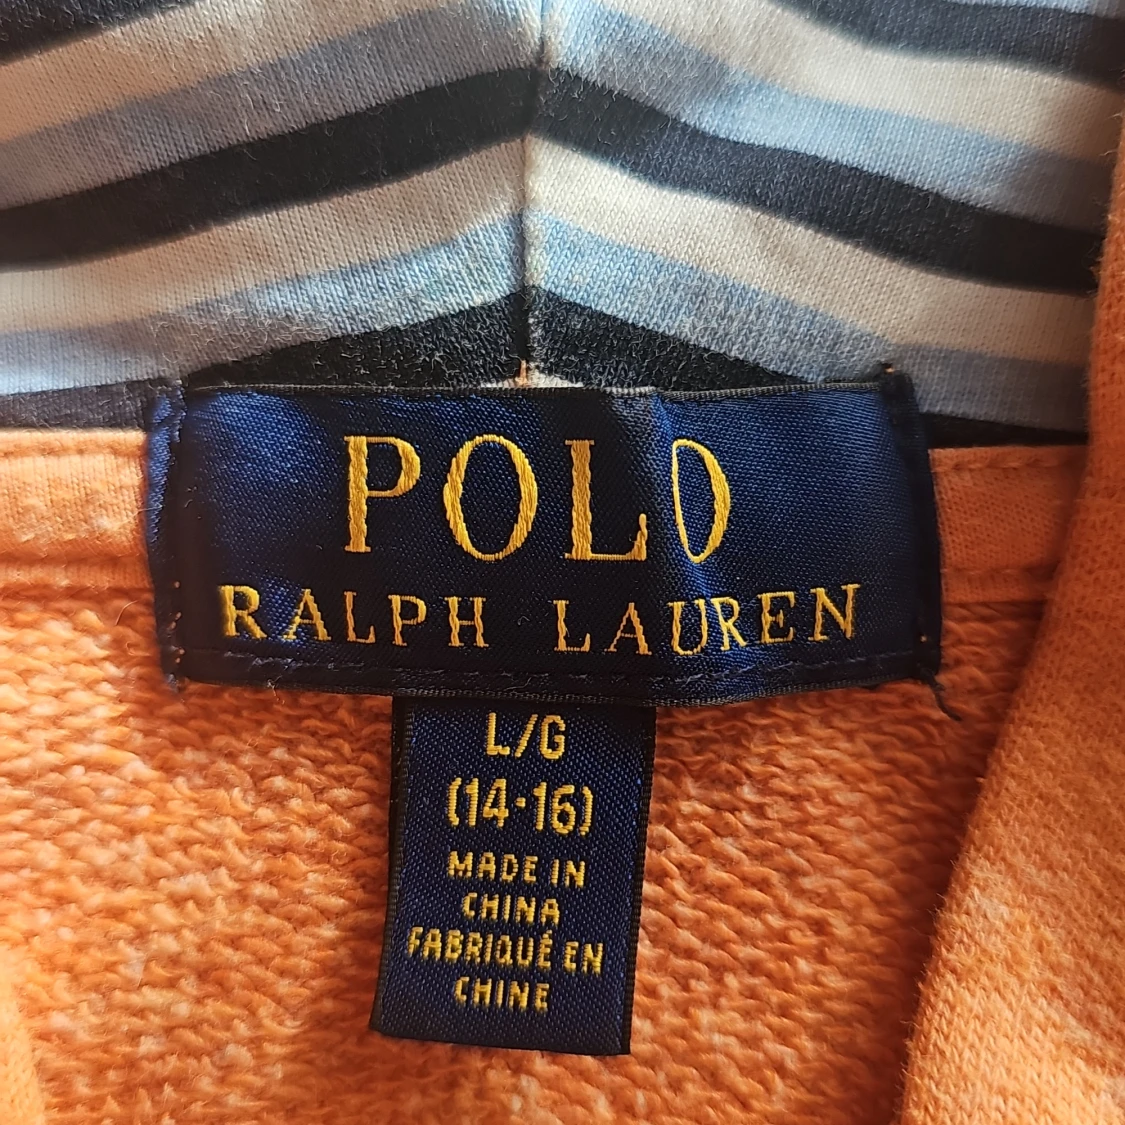 POLO
RALPH LAUREN
L/G
(14-16)
MADE IN
CHINA
FABRIQUÉ EN
CHINE